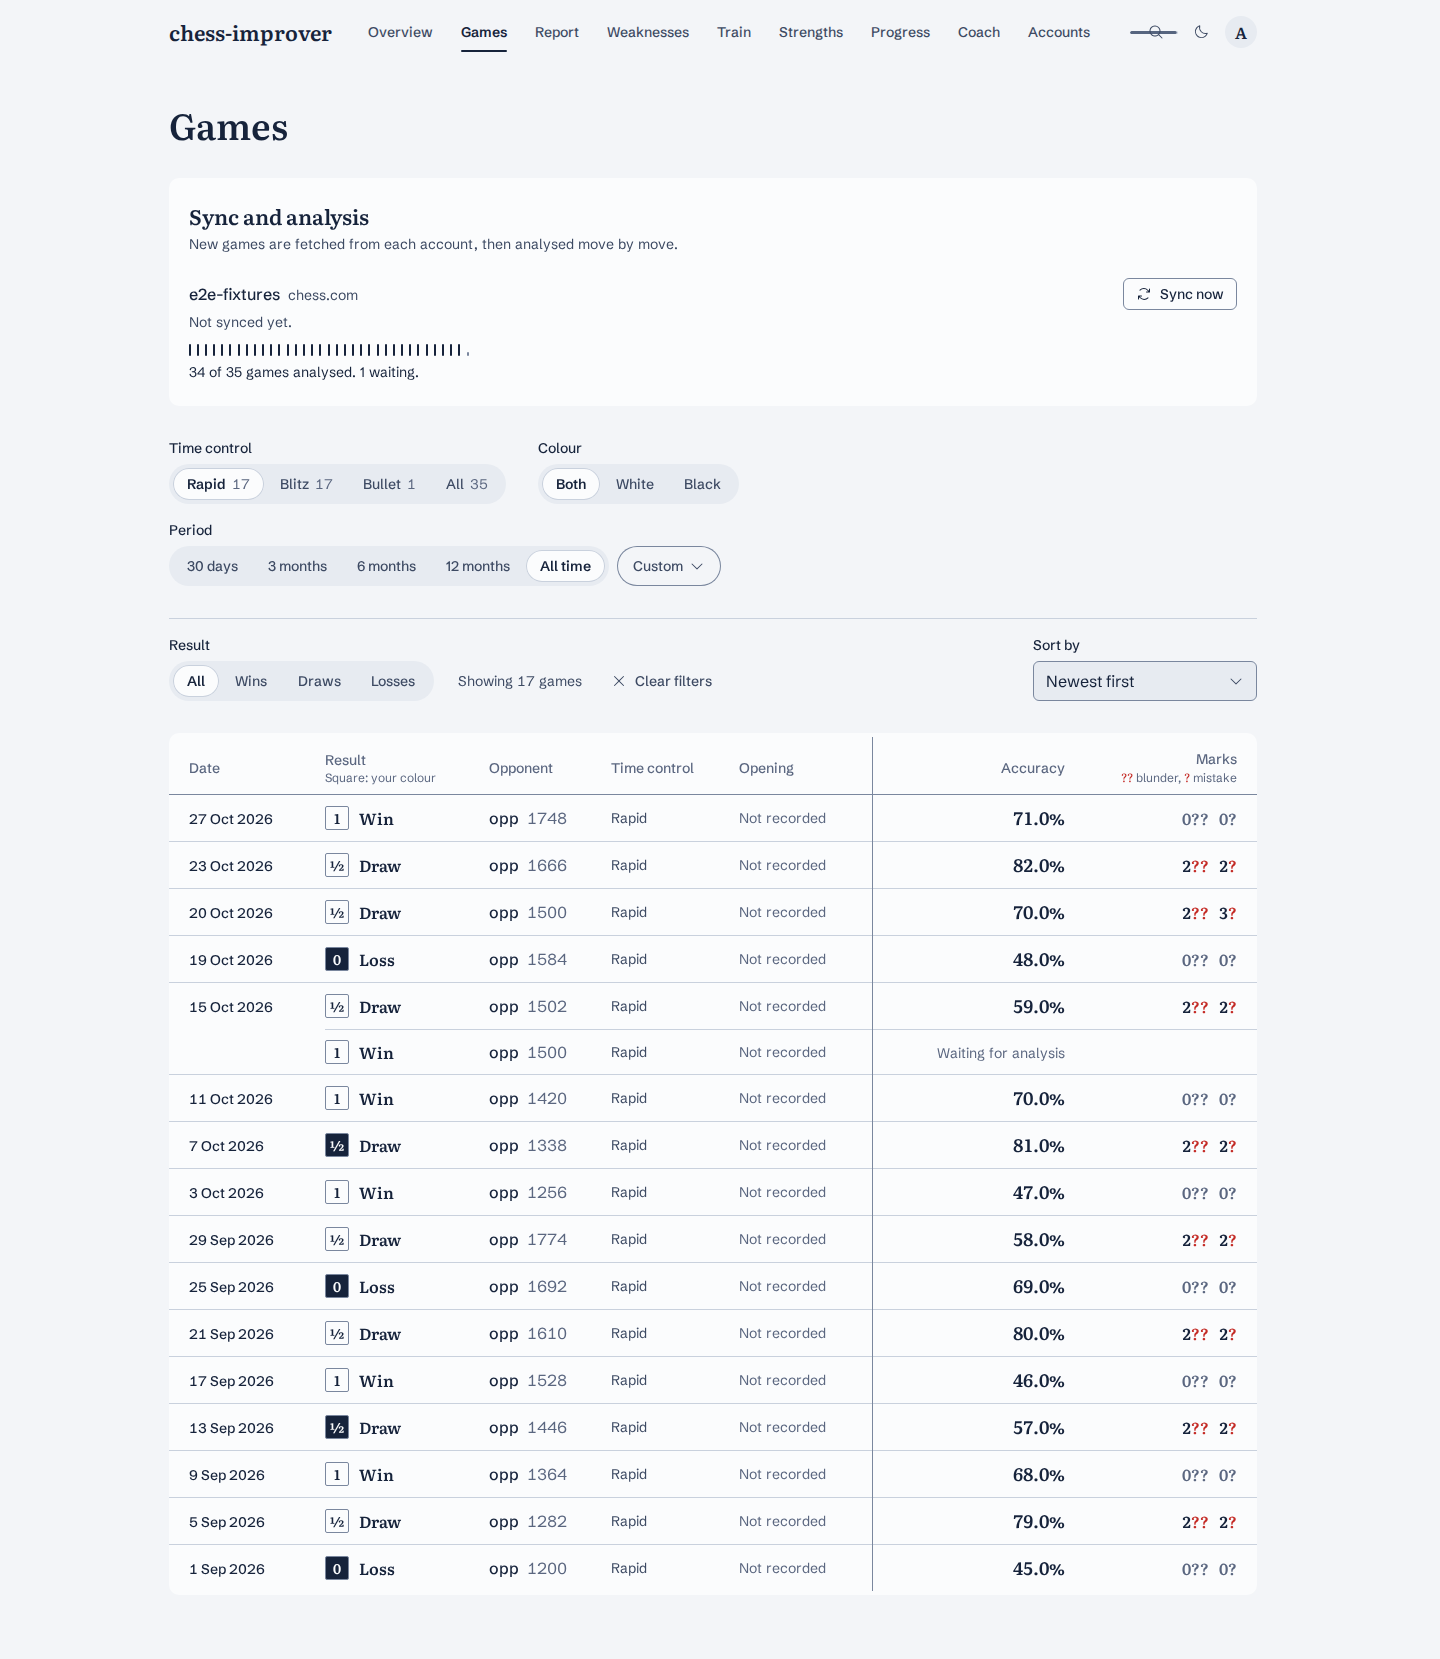 chess-improver Overview Games Report Weaknesses Train Strengths Progress Coach Accounts A
Games
Sync and analysis
New games are fetched from each account, then analysed move by move.
e2e-fixtures chess.com Sync now
Not synced yet.
34 of 35 games analysed. 1 waiting.
Time control Colour
Rapid 17 Blitz 17 Bullet 1 All 35 Both White Black
Period
30 days 3 months 6 months 12 months All time Custom
Result Sort by
All Wins Draws Losses Showing 17 games Clear filters Newest first
Date Result Opponent Time control Opening Accuracy Marks
Square: your colour ?? blunder, ? mistake
27 Oct 2026 1 Win opp 1748 Rapid Not recorded 71.0% 0?? 0?
23 Oct 2026 ½ Draw opp 1666 Rapid Not recorded 82.0% 2?? 2?
20 Oct 2026 ½ Draw opp 1500 Rapid Not recorded 70.0% 2?? 3?
19 Oct 2026 0 Loss opp 1584 Rapid Not recorded 48.0% 0?? 0?
15 Oct 2026 ½ Draw opp 1502 Rapid Not recorded 59.0% 2?? 2?
1 Win opp 1500 Rapid Not recorded Waiting for analysis
11 Oct 2026 1 Win opp 1420 Rapid Not recorded 70.0% 0?? 0?
7 Oct 2026 ½ Draw opp 1338 Rapid Not recorded 81.0% 2?? 2?
3 Oct 2026 1 Win opp 1256 Rapid Not recorded 47.0% 0?? 0?
29 Sep 2026 ½ Draw opp 1774 Rapid Not recorded 58.0% 2?? 2?
25 Sep 2026 0 Loss opp 1692 Rapid Not recorded 69.0% 0?? 0?
21 Sep 2026 ½ Draw opp 1610 Rapid Not recorded 80.0% 2?? 2?
17 Sep 2026 1 Win opp 1528 Rapid Not recorded 46.0% 0?? 0?
13 Sep 2026 ½ Draw opp 1446 Rapid Not recorded 57.0% 2?? 2?
9 Sep 2026 1 Win opp 1364 Rapid Not recorded 68.0% 0?? 0?
5 Sep 2026 ½ Draw opp 1282 Rapid Not recorded 79.0% 2?? 2?
1 Sep 2026 0 Loss opp 1200 Rapid Not recorded 45.0% 0?? 0?